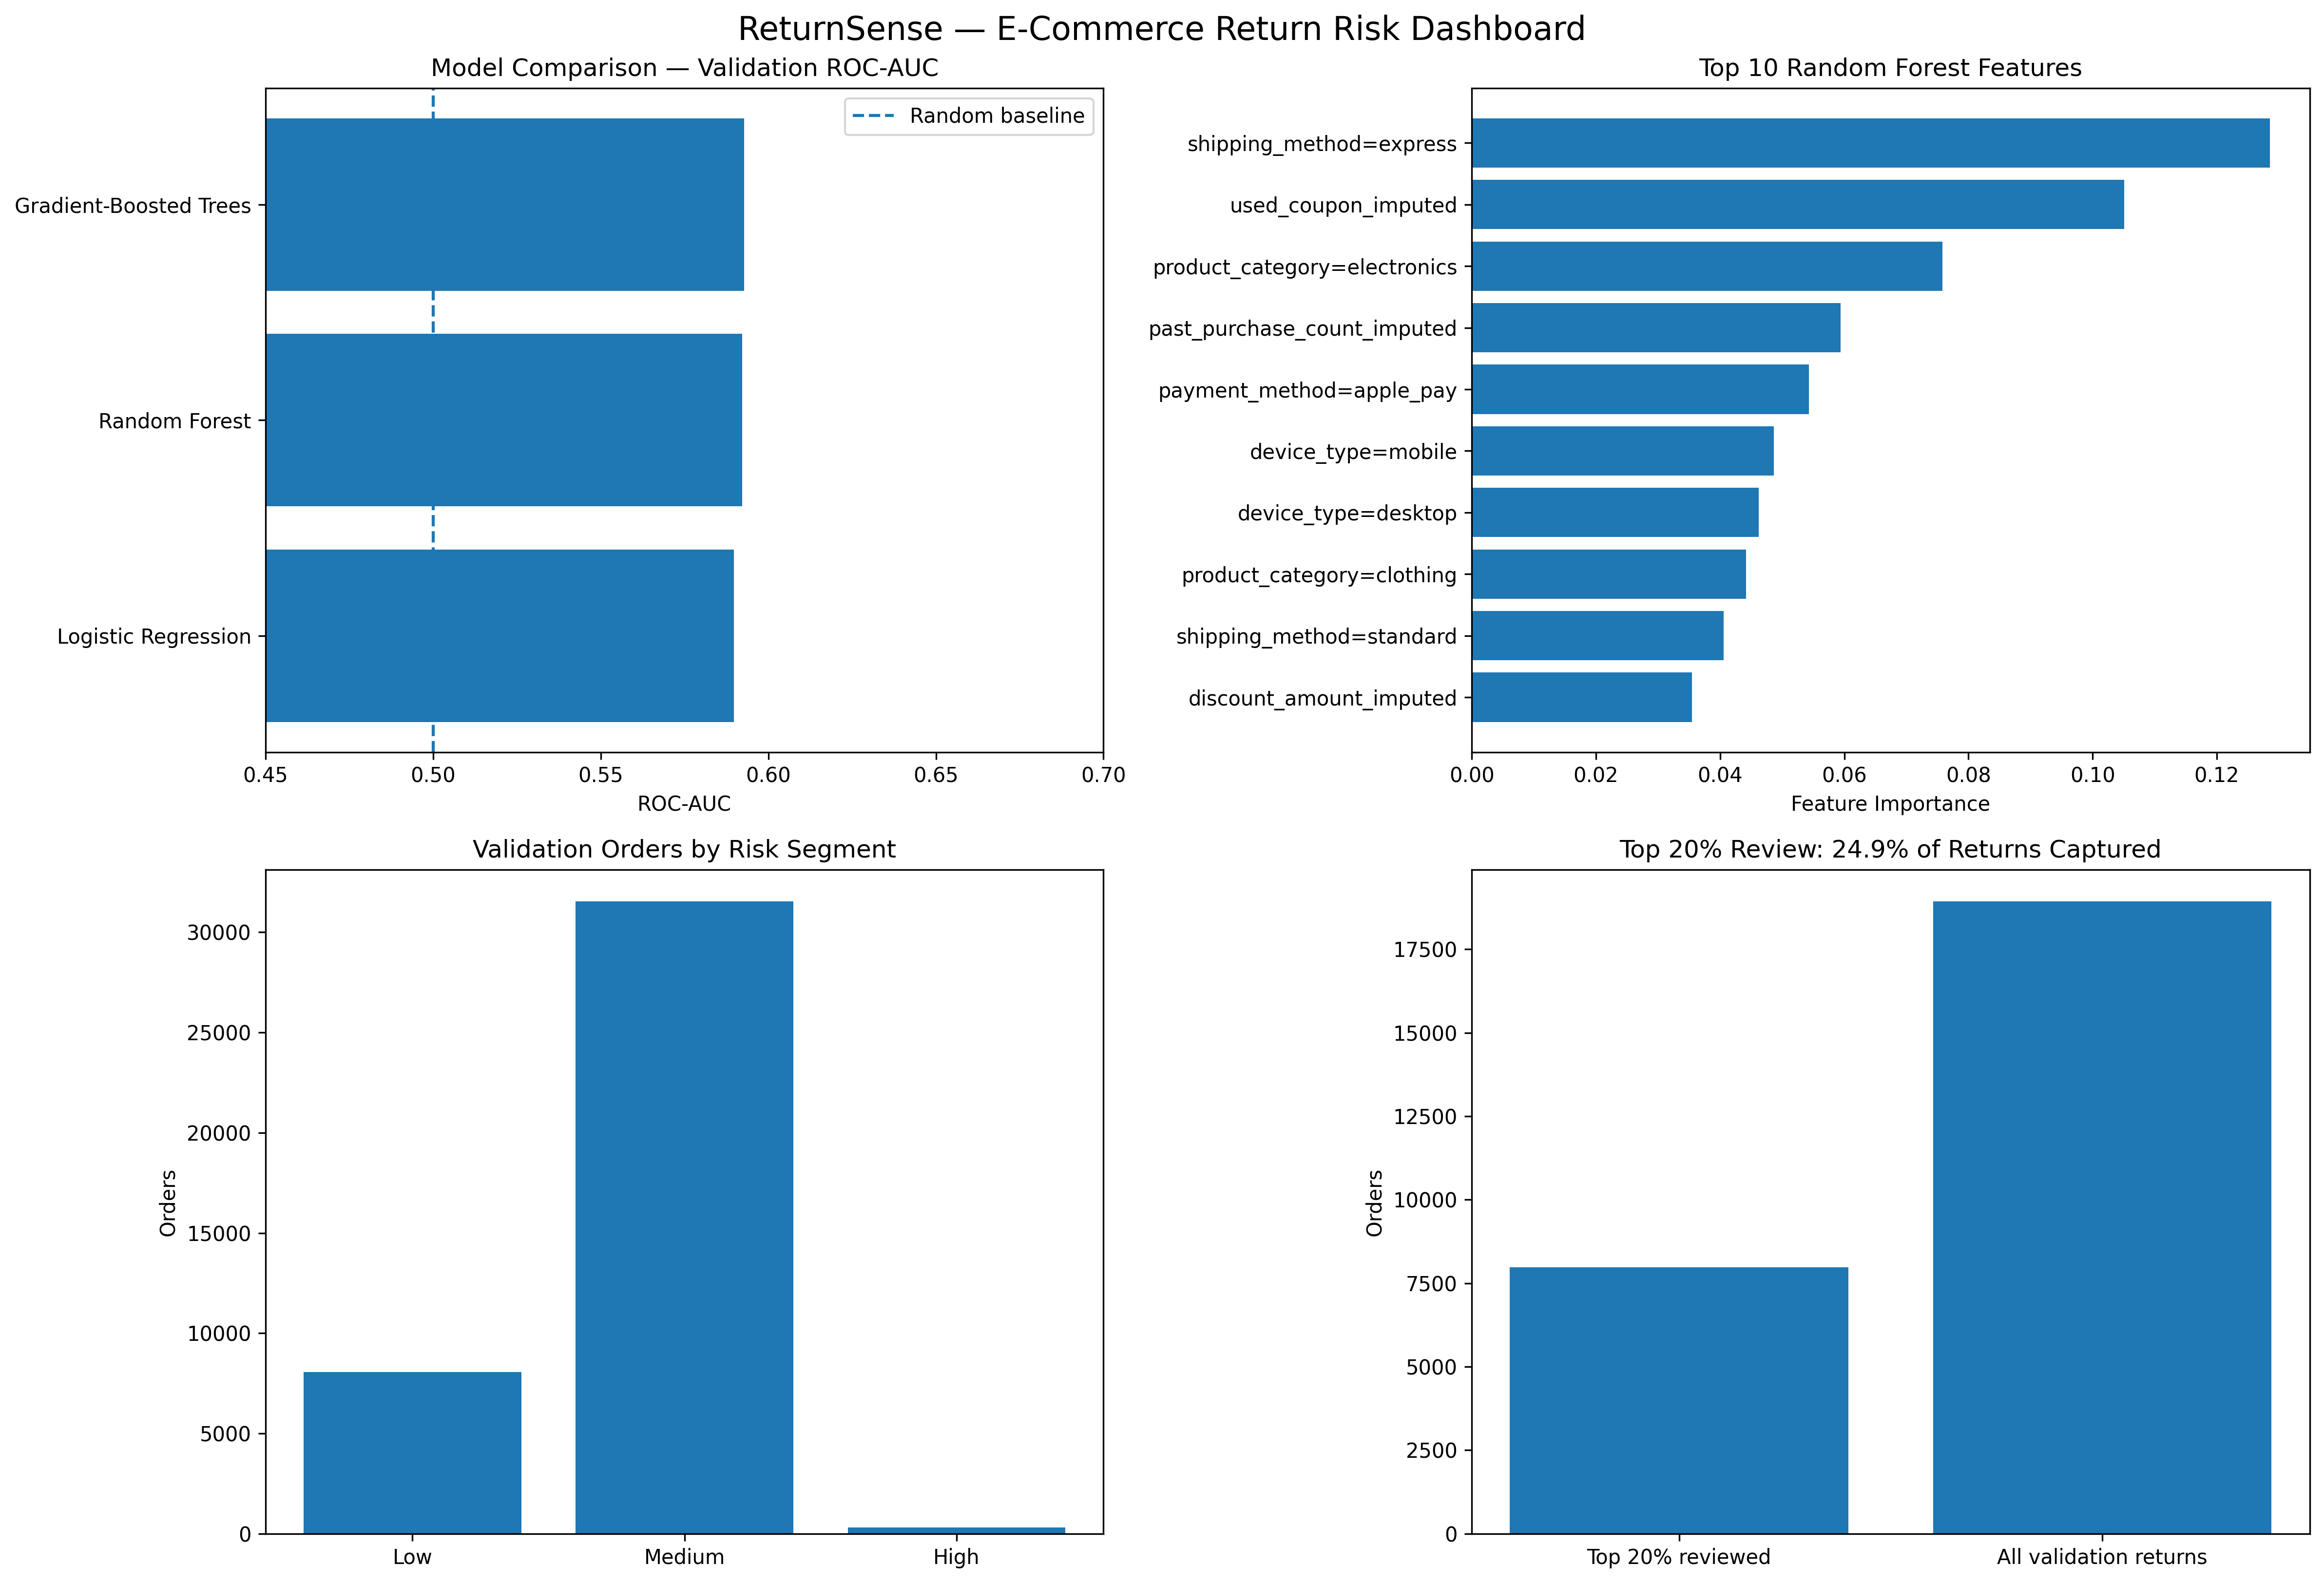 ReturnSense — E-Commerce Return Risk Dashboard
Model Comparison — Validation ROC-AUC
Random baseline
Gradient-Boosted Trees
Random Forest
Logistic Regression
0.45 0.50 0.55 0.60 0.65 0.70
ROC-AUC
Top 10 Random Forest Features
shipping_method=express
used_coupon_imputed
product_category=electronics
past_purchase_count_imputed
payment_method=apple_pay
device_type=mobile
device_type=desktop
product_category=clothing
shipping_method=standard
discount_amount_imputed
0.00 0.02 0.04 0.06 0.08 0.10 0.12
Feature Importance
Validation Orders by Risk Segment
Orders
30000
25000
20000
15000
10000
5000
0
Low Medium High
Top 20% Review: 24.9% of Returns Captured
Orders
17500
15000
12500
10000
7500
5000
2500
0
Top 20% reviewed All validation returns